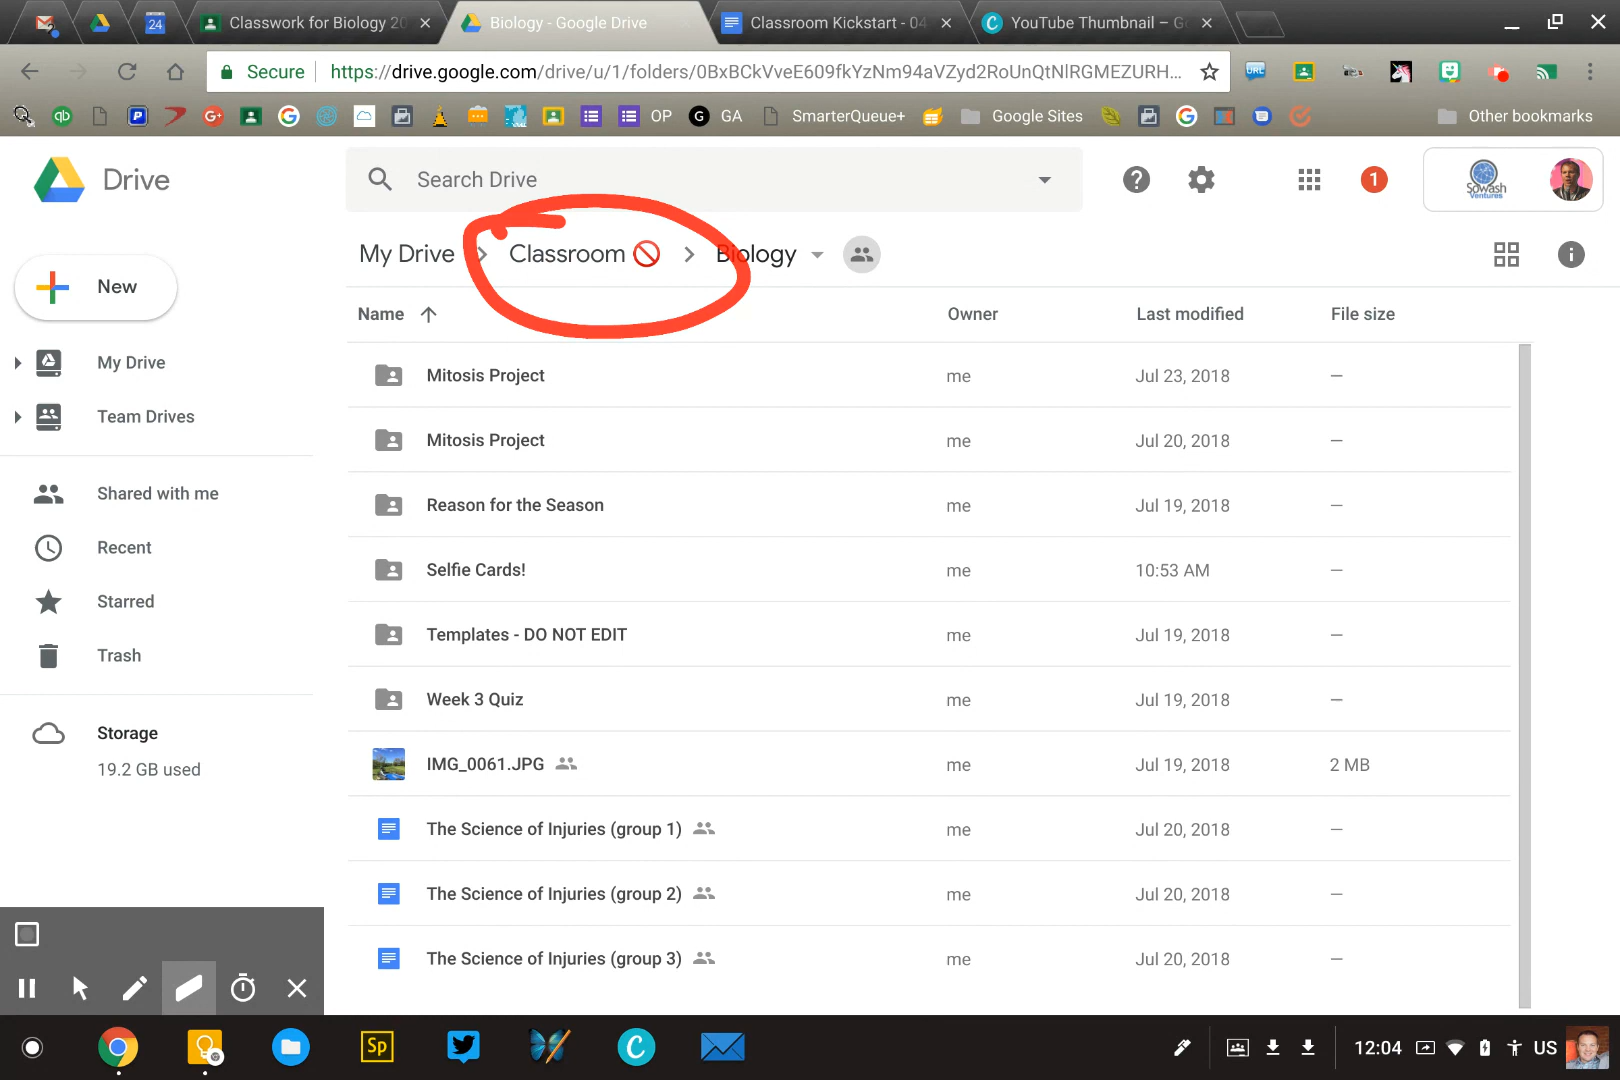 24
Classwork for Biology 20
Biology - Google Drive
Classroom Kickstart - 04
YouTube Thumbnail – G
Secure
https://drive.google.com/drive/u/1/folders/0BxBCkVveE609fkYzNm94aVZyd2RoUnQtNlRGMEZURH...
URL
qb
P
G+
G
OP
G
GA
SmarterQueue+
Google Sites
G
Other bookmarks
Drive
Search Drive
?
1
Sowash
Ventures
My Drive
Classroom 🚫
Biology
New
Name
Owner
Last modified
File size
My Drive
Team Drives
Shared with me
Recent
Starred
Trash
Storage
19.2 GB used
Mitosis Project me Jul 23, 2018 –
Mitosis Project me Jul 20, 2018 –
Reason for the Season me Jul 19, 2018 –
Selfie Cards! me 10:53 AM –
Templates - DO NOT EDIT me Jul 19, 2018 –
Week 3 Quiz me Jul 19, 2018 –
IMG_0061.JPG me Jul 19, 2018 2 MB
The Science of Injuries (group 1) me Jul 20, 2018 –
The Science of Injuries (group 2) me Jul 20, 2018 –
The Science of Injuries (group 3) me Jul 20, 2018 –
Sp
C
12:04
US